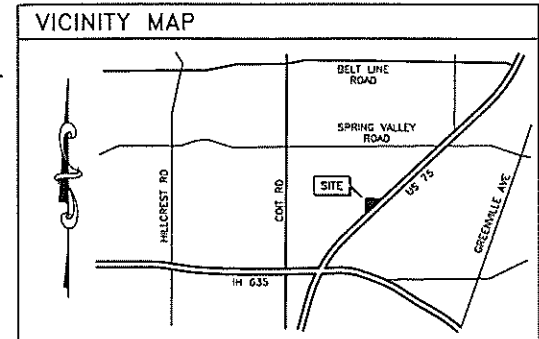 VICINITY MAP
BELT LINE
ROAD
SPRING VALLEY
ROAD
HILLCREST RD
COIT RD
SITE
US 75
GREENVILLE AVE
IH 635